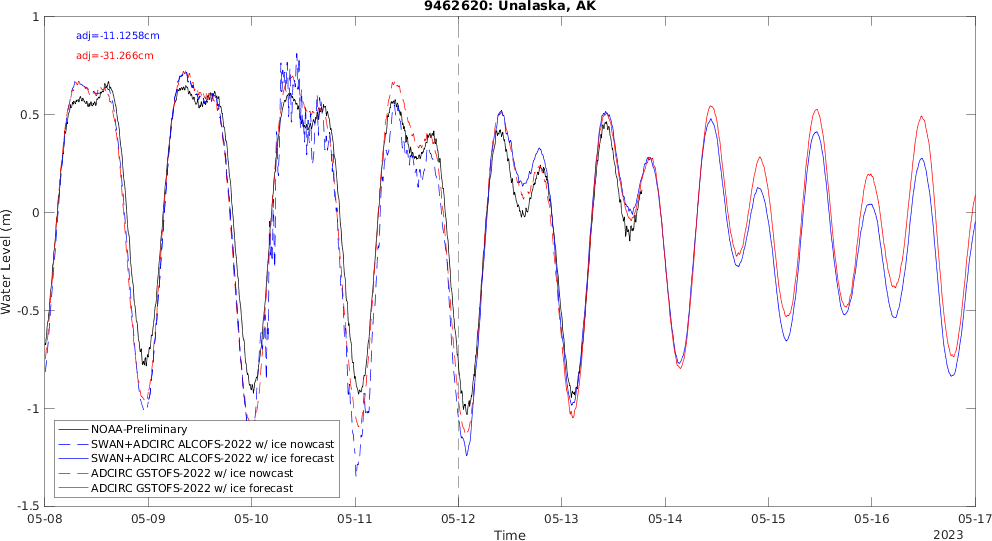 9462620: Unalaska, AK
adj=-11.1258cm
adj=-31.266cm
1
0.5
0
-0.5
-1
-1.5
Water Level (m)
NOAA-Preliminary
SWAN+ADCIRC ALCOFS-2022 w/ ice nowcast
SWAN+ADCIRC ALCOFS-2022 w/ ice forecast
ADCIRC GSTOFS-2022 w/ ice nowcast
ADCIRC GSTOFS-2022 w/ ice forecast
05-08 05-09 05-10 05-11 05-12 05-13 05-14 05-15 05-16 05-17
Time
2023